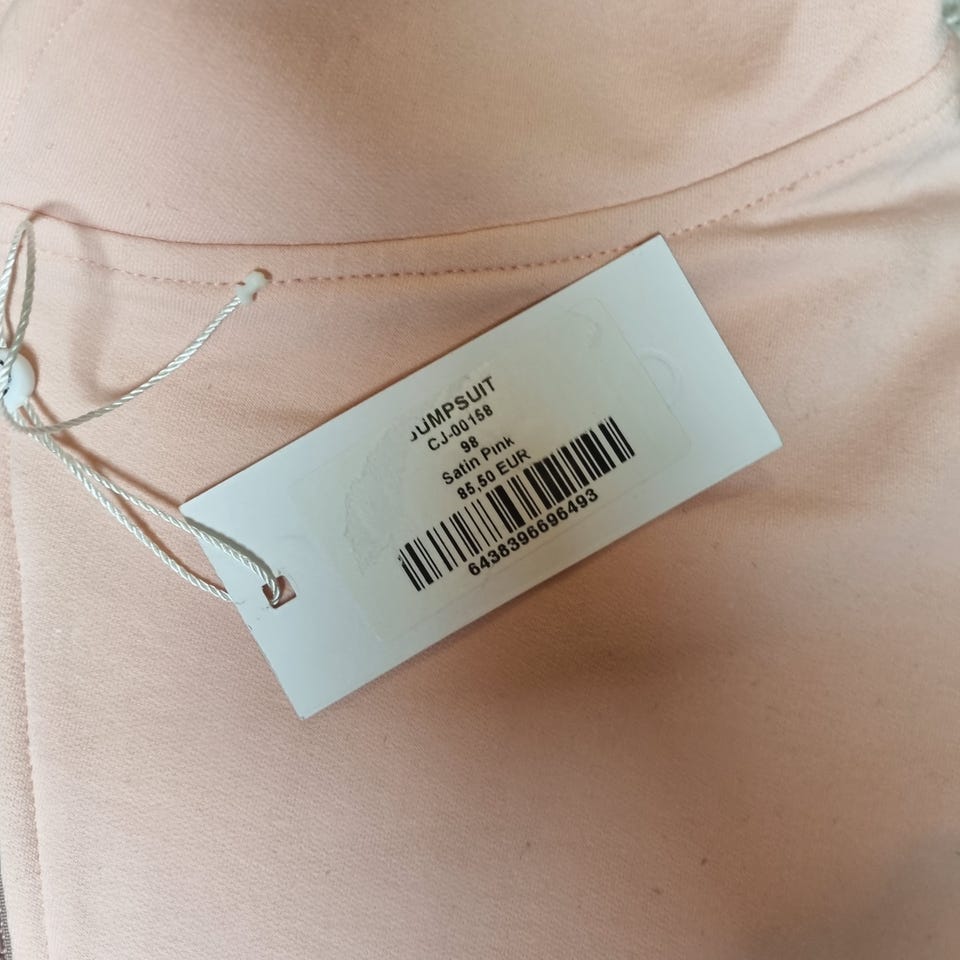 JUMPSUIT
CJ-00158
98
Satin Pink
85,50 EUR
6438396696493